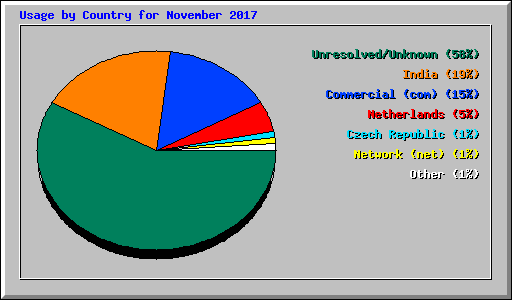 Usage by Country for November 2017
Unresolved/Unknown (58%)
India (19%)
Commercial (com) (15%)
Netherlands (5%)
Czech Republic (1%)
Network (net) (1%)
Other (1%)